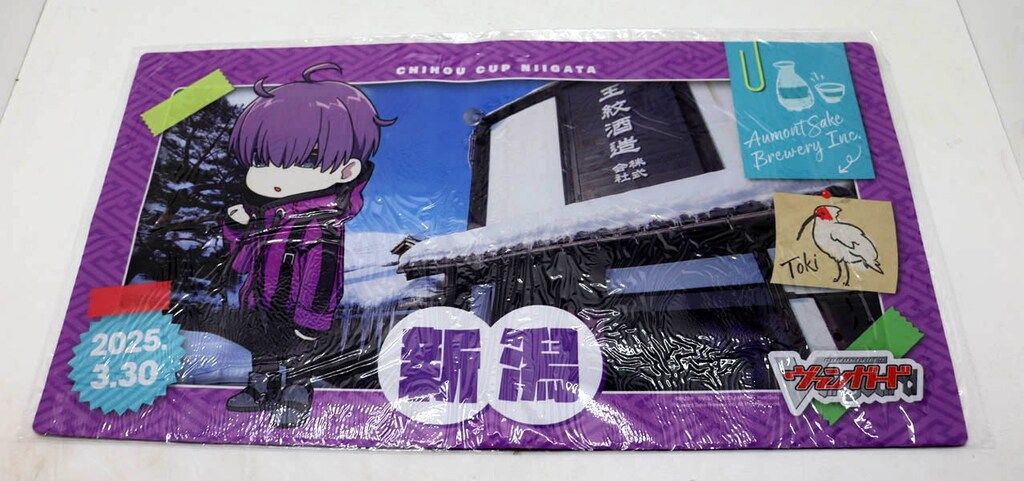 CHIHOU CUP NIIGATA
王紋酒造
株式
会社
Aumont Sake
Brewery Inc.
Toki
2025.
3.30
新潟
ヴァンガード